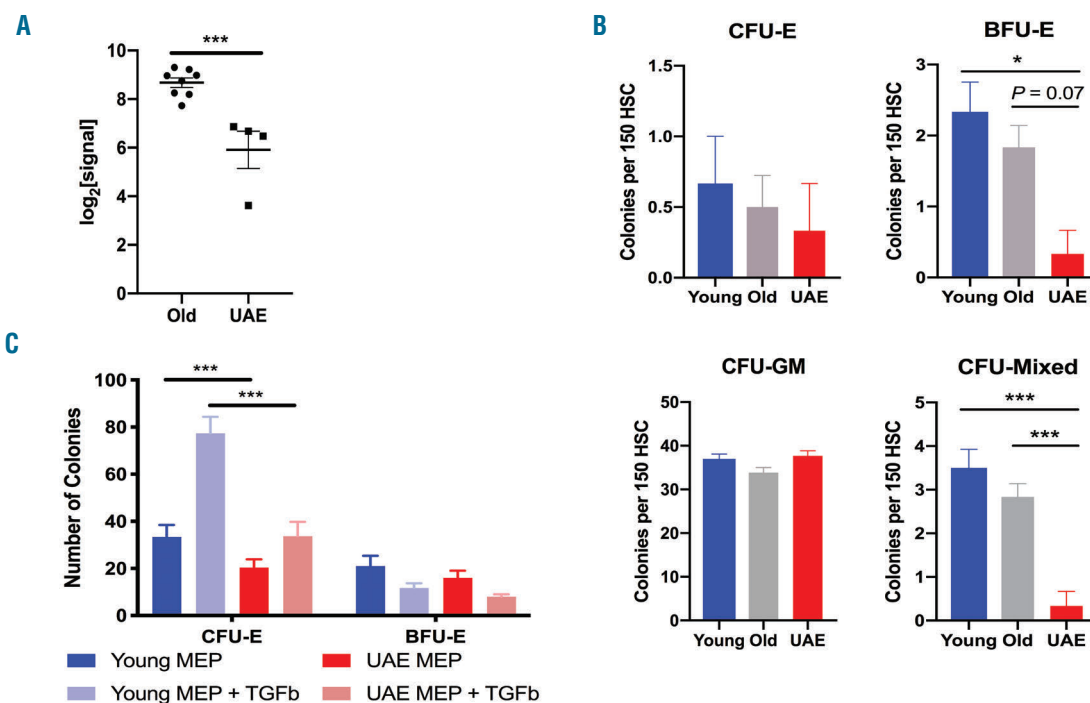 A
***
10
8
6
4
2
0
log2[signal]
Old UAE
B
CFU-E
1.5
1.0
0.5
0.0
Colonies per 150 HSC
Young Old UAE
BFU-E
*
P = 0.07
3
2
1
0
Colonies per 150 HSC
Young Old UAE
C
***
***
100
80
60
40
20
0
Number of Colonies
CFU-E BFU-E
Young MEP
UAE MEP
Young MEP + TGFb
UAE MEP + TGFb
CFU-GM
50
40
30
20
10
0
Colonies per 150 HSC
Young Old UAE
CFU-Mixed
***
***
5
4
3
2
1
0
Colonies per 150 HSC
Young Old UAE